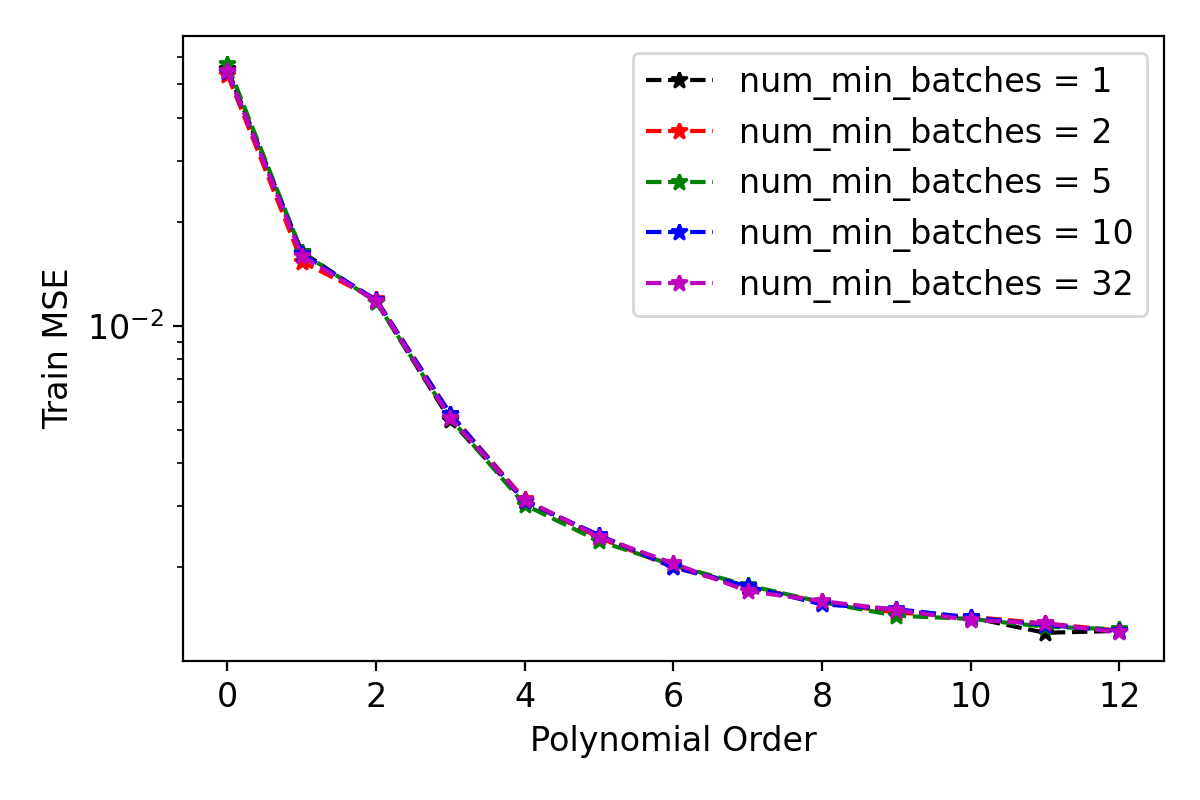 num_min_batches = 1
num_min_batches = 2
num_min_batches = 5
num_min_batches = 10
num_min_batches = 32
Train MSE
10⁻²
0 2 4 6 8 10 12
Polynomial Order